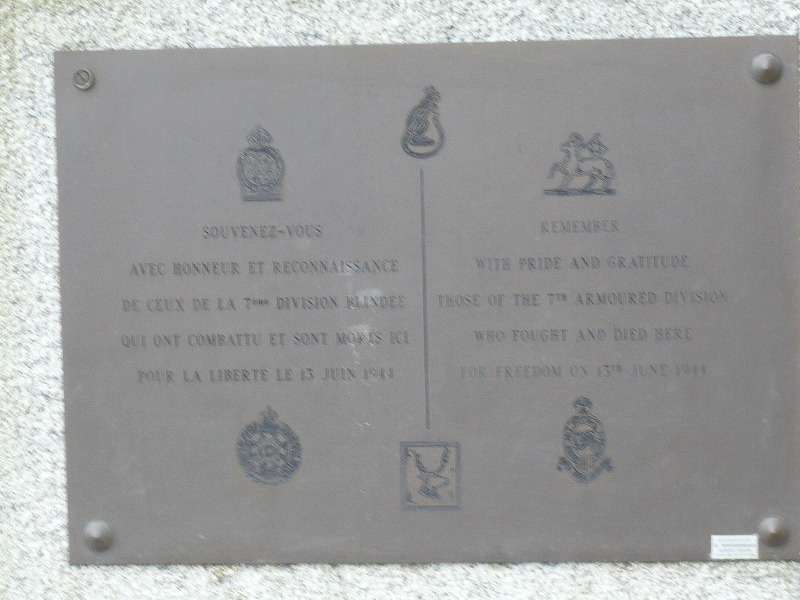 SOUVENEZ-VOUS
AVEC HONNEUR ET RECONNAISSANCE
DE CEUX DE LA 7ème DIVISION BLINDEE
QUI ONT COMBATTU ET SONT MORTS ICI
POUR LA LIBERTE LE 13 JUIN 1944
REMEMBER
WITH PRIDE AND GRATITUDE
THOSE OF THE 7TH ARMOURED DIVISION
WHO FOUGHT AND DIED HERE
FOR FREEDOM ON 13TH JUNE 1944